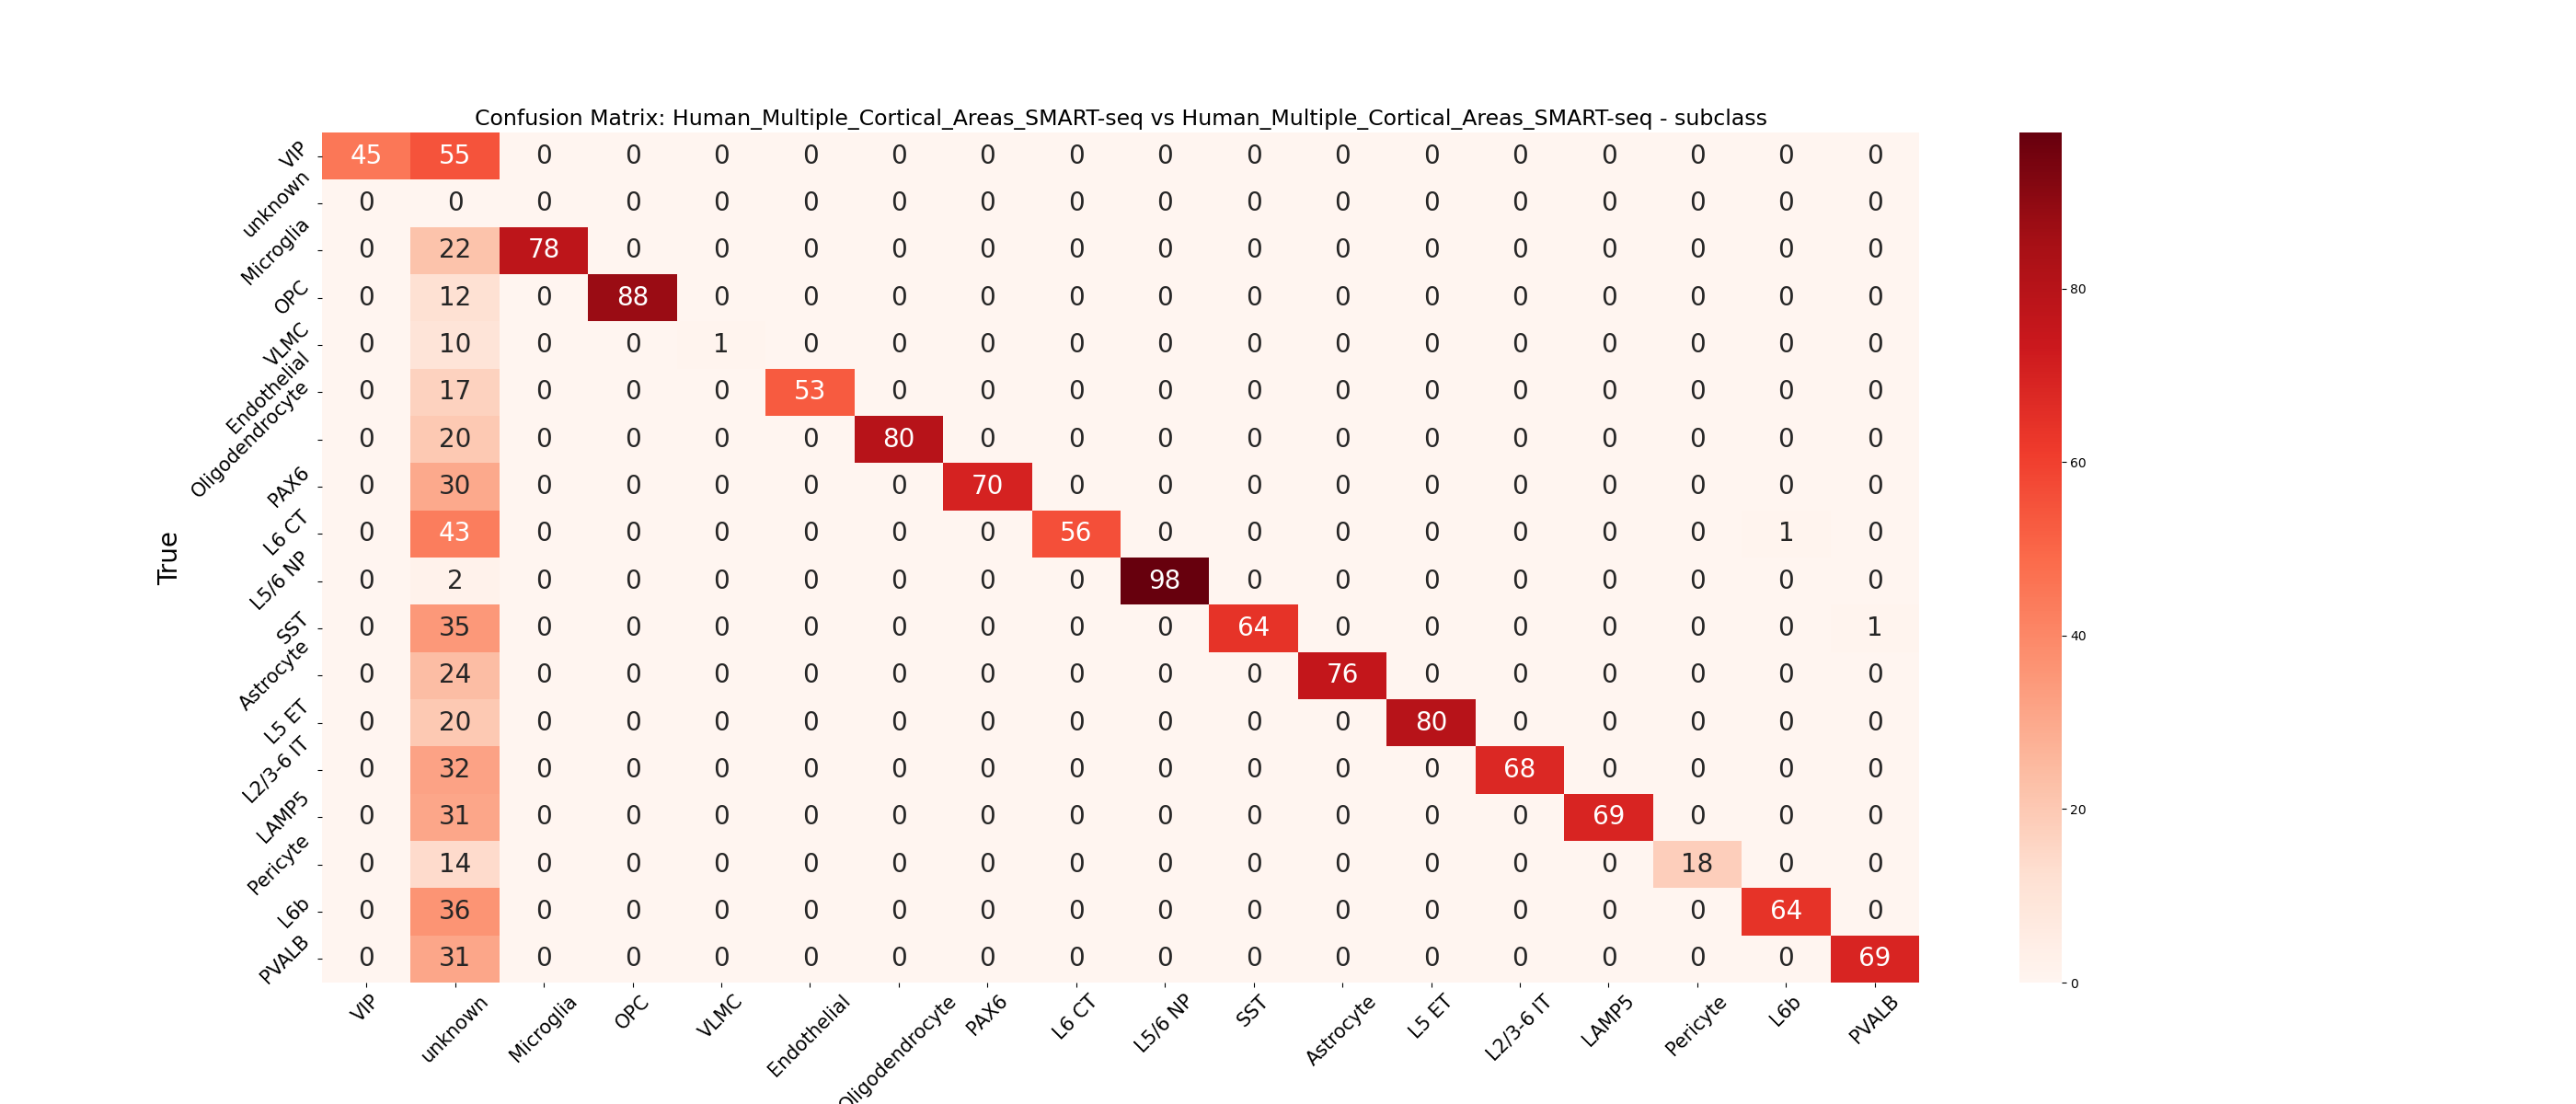 Confusion Matrix: Human_Multiple_Cortical_Areas_SMART-seq vs Human_Multiple_Cortical_Areas_SMART-seq - subclass
True
VIP 45 55 0 0 0 0 0 0 0 0 0 0 0 0 0 0 0 0
unknown 0 0 0 0 0 0 0 0 0 0 0 0 0 0 0 0 0 0
Microglia 0 22 78 0 0 0 0 0 0 0 0 0 0 0 0 0 0 0
OPC 0 12 0 88 0 0 0 0 0 0 0 0 0 0 0 0 0 0
VLMC 0 10 0 0 1 0 0 0 0 0 0 0 0 0 0 0 0 0
Endothelial 0 17 0 0 0 53 0 0 0 0 0 0 0 0 0 0 0 0
Oligodendrocyte 0 20 0 0 0 0 80 0 0 0 0 0 0 0 0 0 0 0
PAX6 0 30 0 0 0 0 0 70 0 0 0 0 0 0 0 0 0 0
L6 CT 0 43 0 0 0 0 0 0 56 0 0 0 0 0 0 0 1 0
L5/6 NP 0 2 0 0 0 0 0 0 0 98 0 0 0 0 0 0 0 0
SST 0 35 0 0 0 0 0 0 0 0 64 0 0 0 0 0 0 1
Astrocyte 0 24 0 0 0 0 0 0 0 0 0 76 0 0 0 0 0 0
L5 ET 0 20 0 0 0 0 0 0 0 0 0 0 80 0 0 0 0 0
L2/3-6 IT 0 32 0 0 0 0 0 0 0 0 0 0 0 68 0 0 0 0
LAMP5 0 31 0 0 0 0 0 0 0 0 0 0 0 0 69 0 0 0
Pericyte 0 14 0 0 0 0 0 0 0 0 0 0 0 0 0 18 0 0
L6b 0 36 0 0 0 0 0 0 0 0 0 0 0 0 0 0 64 0
PVALB 0 31 0 0 0 0 0 0 0 0 0 0 0 0 0 0 0 69
VIP unknown Microglia OPC VLMC Endothelial Oligodendrocyte PAX6 L6 CT L5/6 NP SST Astrocyte L5 ET L2/3-6 IT LAMP5 Pericyte L6b PVALB
80
60
40
20
0